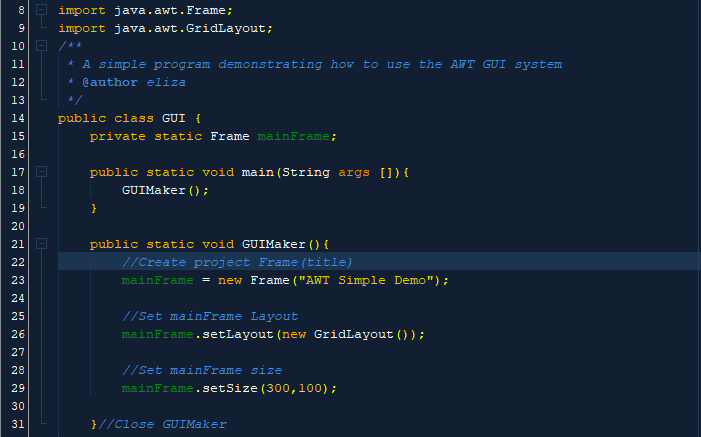 8 import java.awt.Frame;
9 import java.awt.GridLayout;
10 /**
11  * A simple program demonstrating how to use the AWT GUI system
12  * @author eliza
13  */
14 public class GUI {
15     private static Frame mainFrame;
16
17     public static void main(String args []){
18         GUIMaker();
19     }
20
21     public static void GUIMaker(){
22         //Create project Frame(title)
23         mainFrame = new Frame("AWT Simple Demo");
24
25         //Set mainFrame Layout
26         mainFrame.setLayout(new GridLayout());
27
28         //Set mainFrame size
29         mainFrame.setSize(300,100);
30
31     }//Close GUIMaker